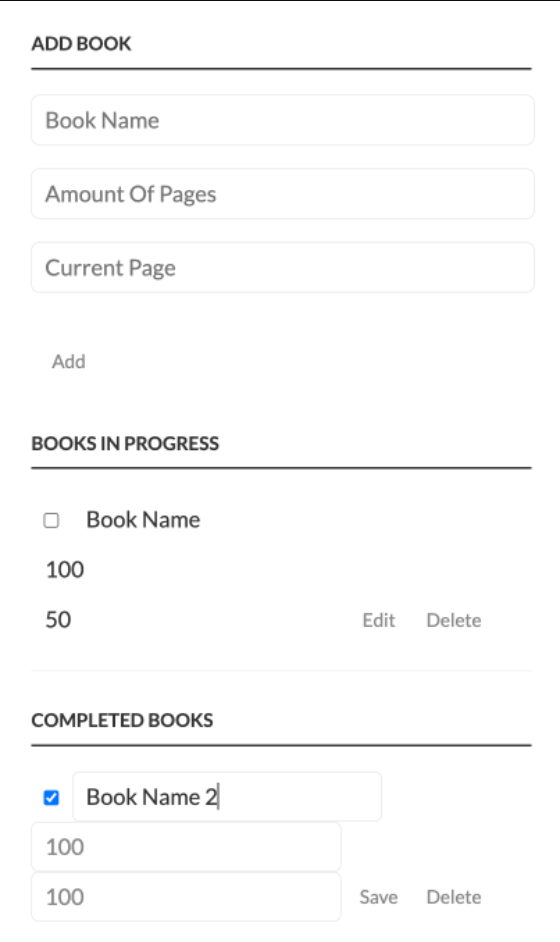 ADD BOOK
Book Name
Amount Of Pages
Current Page
Add
BOOKS IN PROGRESS
Book Name
100
50 Edit Delete
COMPLETED BOOKS
Book Name 2
100
100 Save Delete